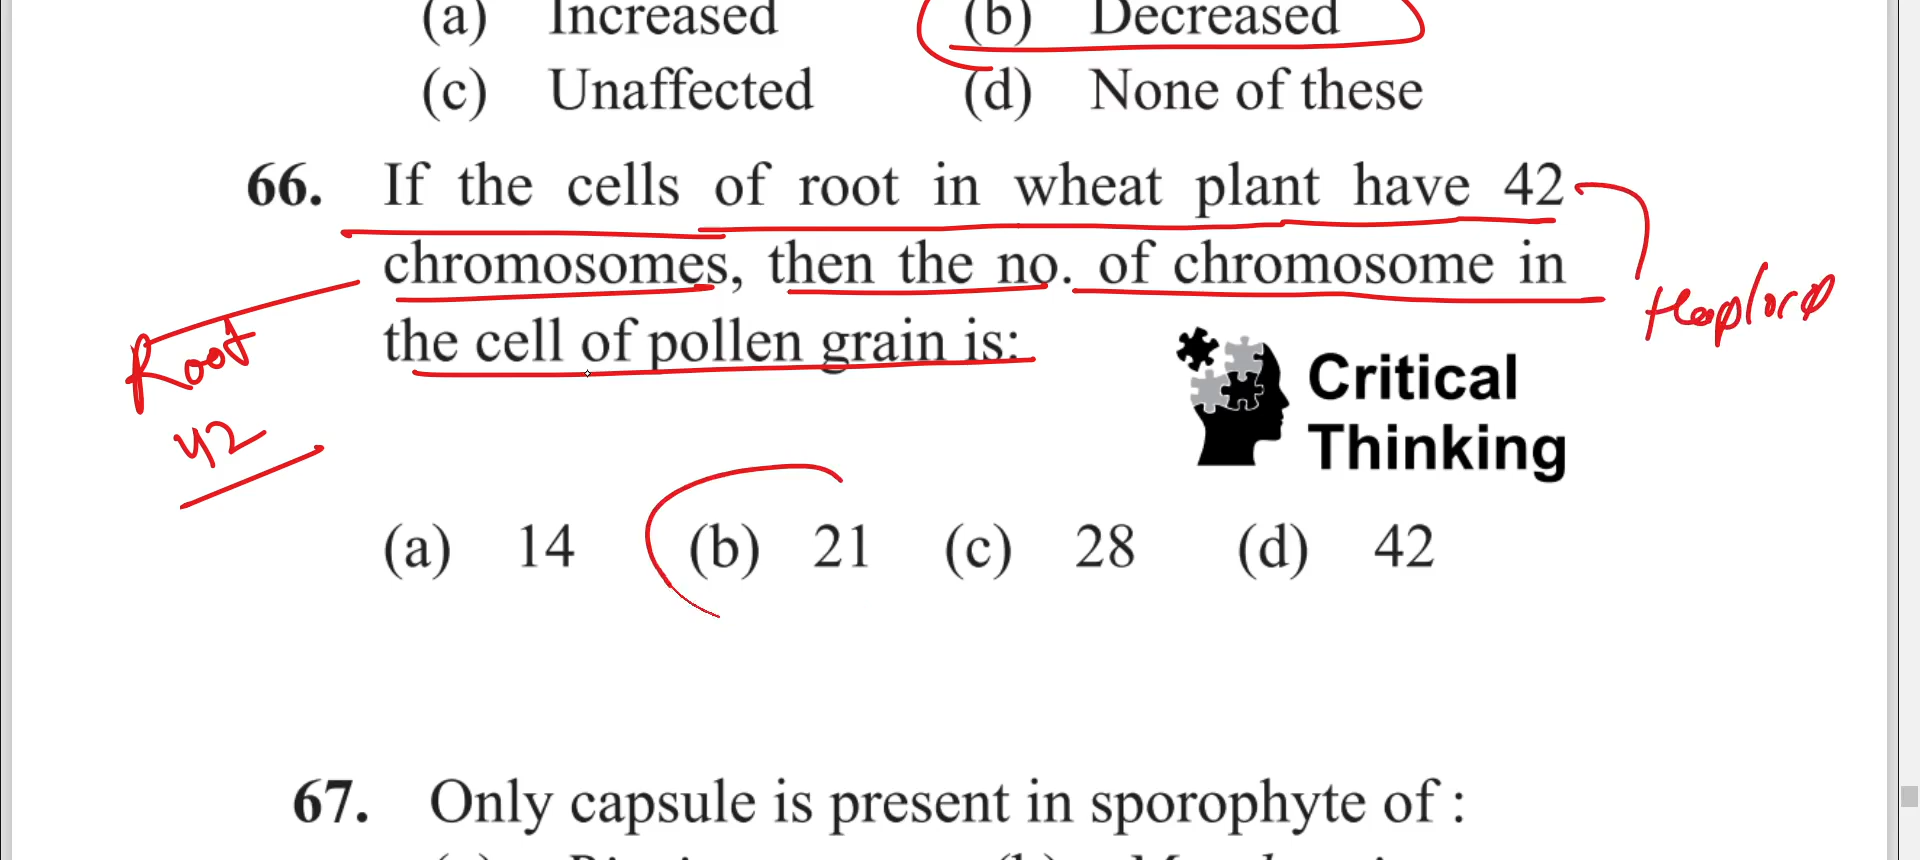 (a) Increased (b) Decreased
(c) Unaffected (d) None of these
66. If the cells of root in wheat plant have 42
chromosomes, then the no. of chromosome in
the cell of pollen grain is:
Haploid
Root
42
Critical
Thinking
(a) 14 (b) 21 (c) 28 (d) 42
67. Only capsule is present in sporophyte of :